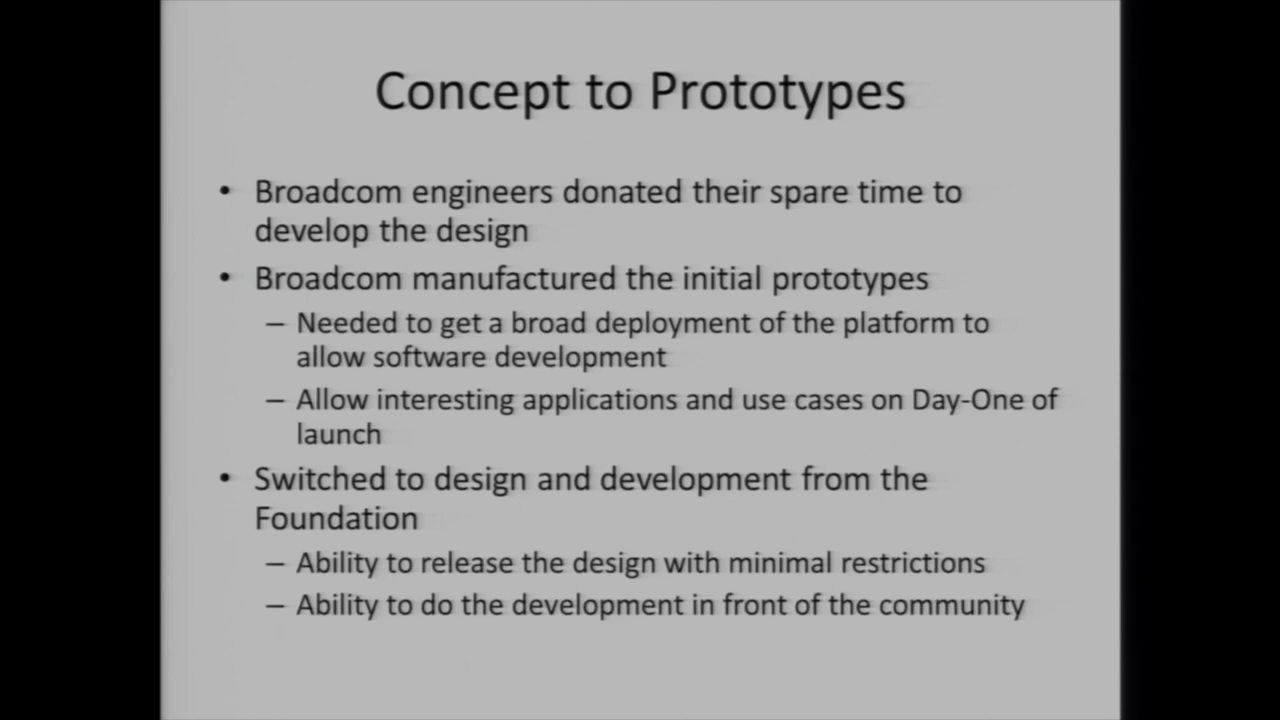 Concept to Prototypes
• Broadcom engineers donated their spare time to
develop the design
• Broadcom manufactured the initial prototypes
– Needed to get a broad deployment of the platform to
allow software development
– Allow interesting applications and use cases on Day-One of
launch
• Switched to design and development from the
Foundation
– Ability to release the design with minimal restrictions
– Ability to do the development in front of the community